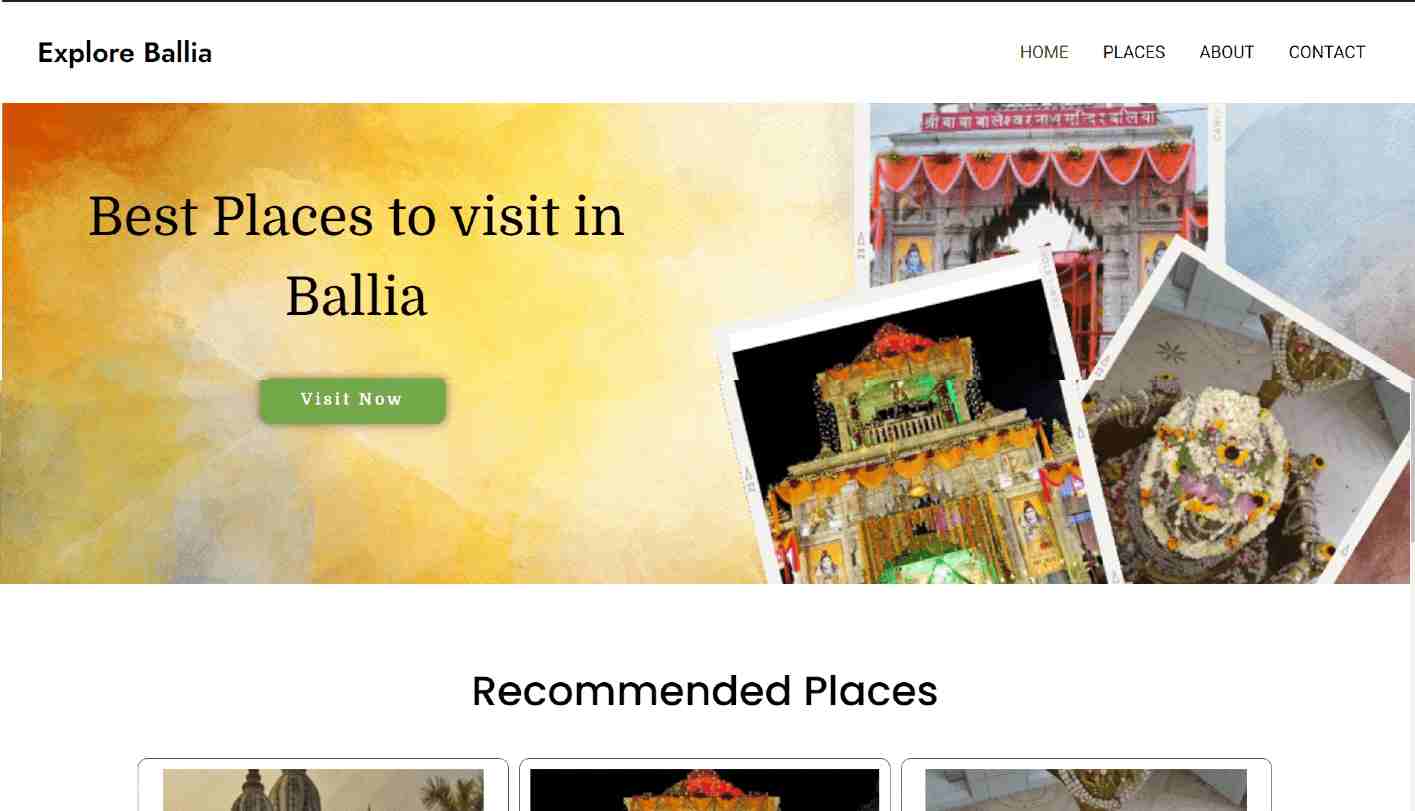 Explore Ballia
HOME PLACES ABOUT CONTACT
श्री बा बा बालेश्वर नाथ मन्दिर बलिया
Best Places to visit in
Ballia
Visit Now
Recommended Places